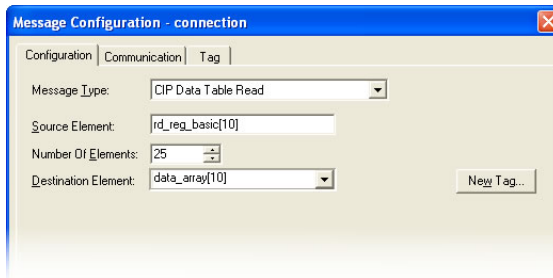 Message Configuration - connection
Configuration Communication Tag
Message Type: CIP Data Table Read
Source Element: rd_reg_basic[10]
Number Of Elements: 25
Destination Element: data_array[10] New Tag...